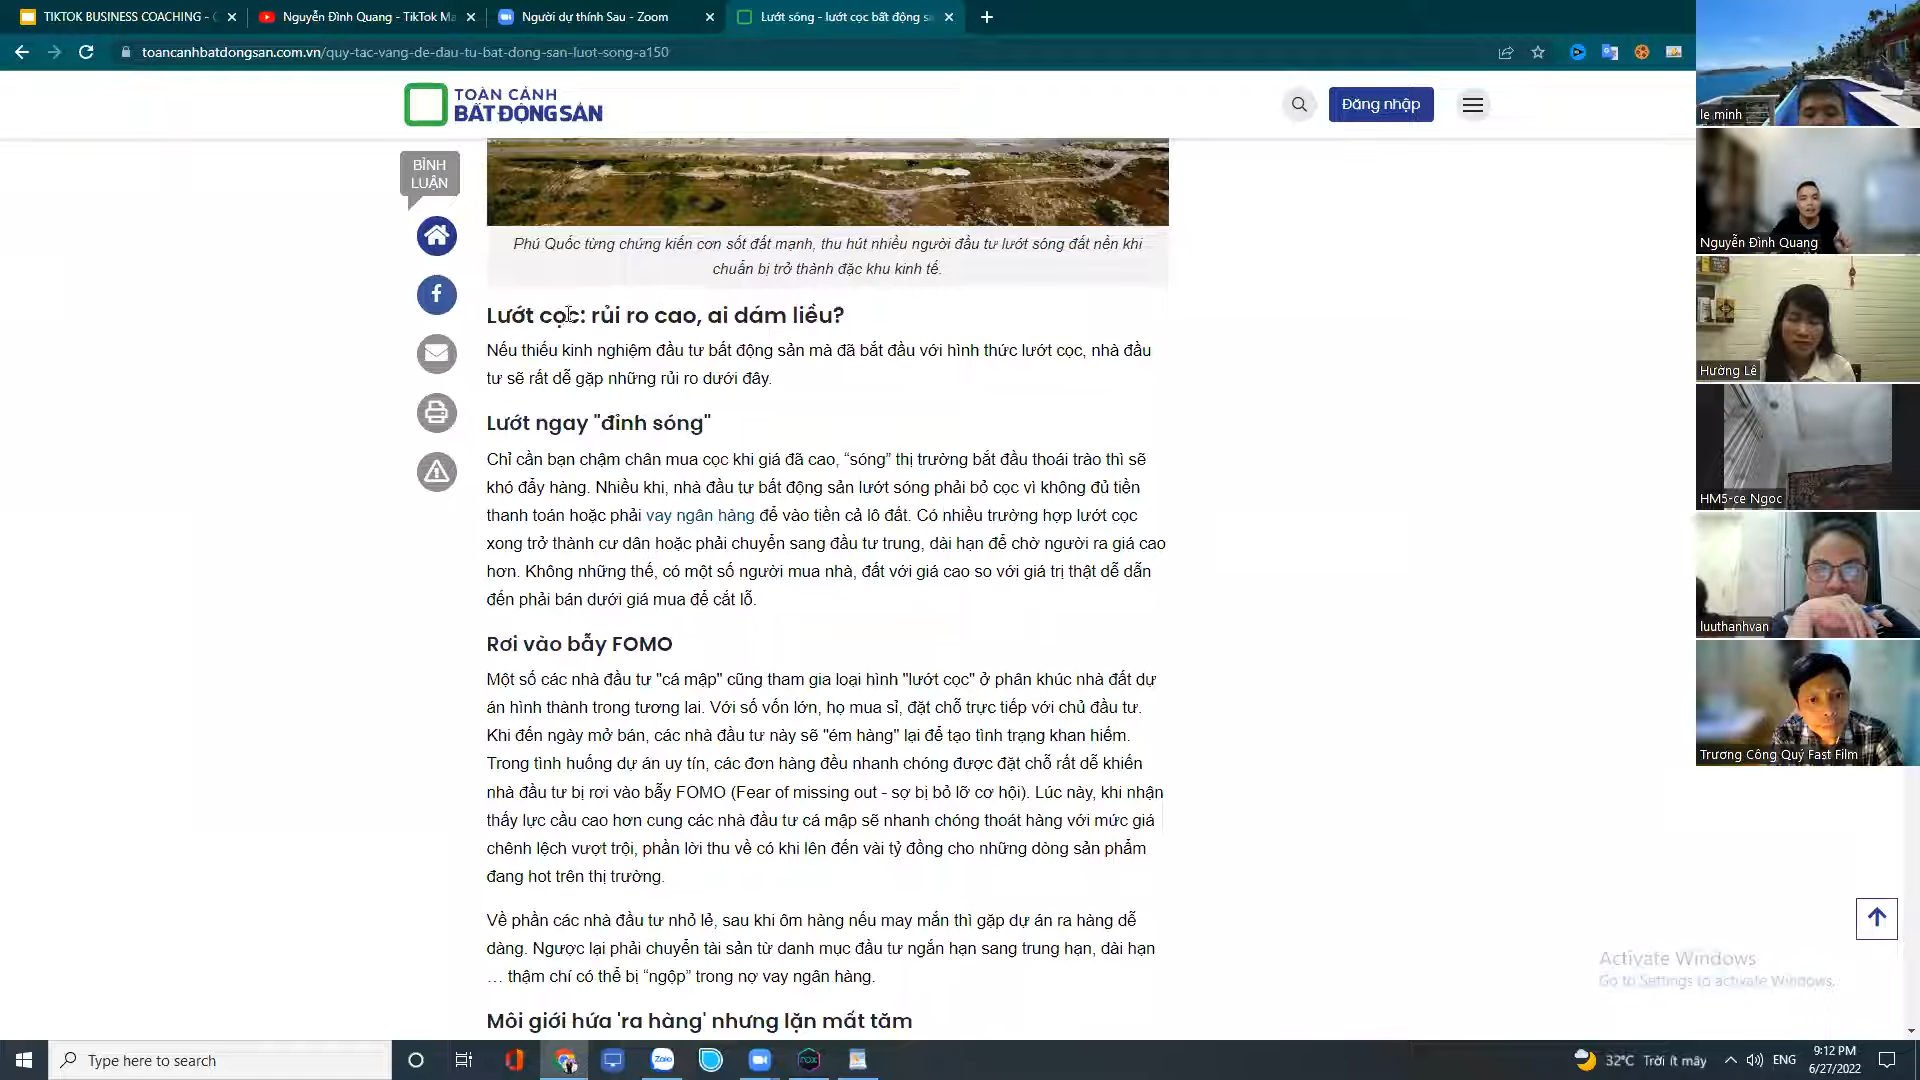 TIKTOK BUSINESS COACHING -
Nguyễn Đình Quang - TikTok Ma
Người dự thính Sau - Zoom
Lướt sóng - lướt cọc bất động s
toancanhbatdongsan.com.vn/quy-tac-vang-de-dau-tu-bat-dong-san-luot-song-a150
TOÀN CẢNH
BẤT ĐỘNG SẢN
Đăng nhập
BÌNH
LUẬN
Phú Quốc từng chứng kiến cơn sốt đất mạnh, thu hút nhiều người đầu tư lướt sóng đất nền khi
chuẩn bị trở thành đặc khu kinh tế.
Lướt cọc: rủi ro cao, ai dám liều?
Nếu thiếu kinh nghiệm đầu tư bất động sản mà đã bắt đầu với hình thức lướt cọc, nhà đầu
tư sẽ rất dễ gặp những rủi ro dưới đây.
Lướt ngay "đỉnh sóng"
Chỉ cần bạn chậm chân mua cọc khi giá đã cao, “sóng” thị trường bắt đầu thoái trào thì sẽ
khó đẩy hàng. Nhiều khi, nhà đầu tư bất động sản lướt sóng phải bỏ cọc vì không đủ tiền
thanh toán hoặc phải vay ngân hàng để vào tiền cả lô đất. Có nhiều trường hợp lướt cọc
xong trở thành cư dân hoặc phải chuyển sang đầu tư trung, dài hạn để chờ người ra giá cao
hơn. Không những thế, có một số người mua nhà, đất với giá cao so với giá trị thật dễ dẫn
đến phải bán dưới giá mua để cắt lỗ.
Rơi vào bẫy FOMO
Một số các nhà đầu tư "cá mập" cũng tham gia loại hình "lướt cọc" ở phân khúc nhà đất dự
án hình thành trong tương lai. Với số vốn lớn, họ mua sỉ, đặt chỗ trực tiếp với chủ đầu tư.
Khi đến ngày mở bán, các nhà đầu tư này sẽ "ém hàng" lại để tạo tình trạng khan hiếm.
Trong tình huống dự án uy tín, các đơn hàng đều nhanh chóng được đặt chỗ rất dễ khiến
nhà đầu tư bị rơi vào bẫy FOMO (Fear of missing out - sợ bị bỏ lỡ cơ hội). Lúc này, khi nhận
thấy lực cầu cao hơn cung các nhà đầu tư cá mập sẽ nhanh chóng thoát hàng với mức giá
chênh lệch vượt trội, phần lời thu về có khi lên đến vài tỷ đồng cho những dòng sản phẩm
đang hot trên thị trường.
Về phần các nhà đầu tư nhỏ lẻ, sau khi ôm hàng nếu may mắn thì gặp dự án ra hàng dễ
dàng. Ngược lại phải chuyển tài sản từ danh mục đầu tư ngắn hạn sang trung hạn, dài hạn
… thậm chí có thể bị “ngộp” trong nợ vay ngân hàng.
Môi giới hứa 'ra hàng' nhưng lặn mất tăm
le minh
Nguyễn Đình Quang
Hường Lê
HM5-ce Ngoc
luuthanhvan
Trương Công Quý Fast Film
Activate Windows
Go to Settings to activate Windows.
Type here to search
Zalo
32°C Trời ít mây
ENG
9:12 PM
6/27/2022